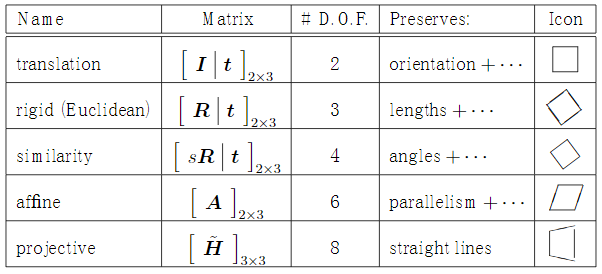 Name Matrix # D.O.F. Preserves: Icon
translation [ I | t ]2×3 2 orientation + ⋯
rigid (Euclidean) [ R | t ]2×3 3 lengths + ⋯
similarity [ sR | t ]2×3 4 angles + ⋯
affine [ A ]2×3 6 parallelism + ⋯
projective [ H̃ ]3×3 8 straight lines